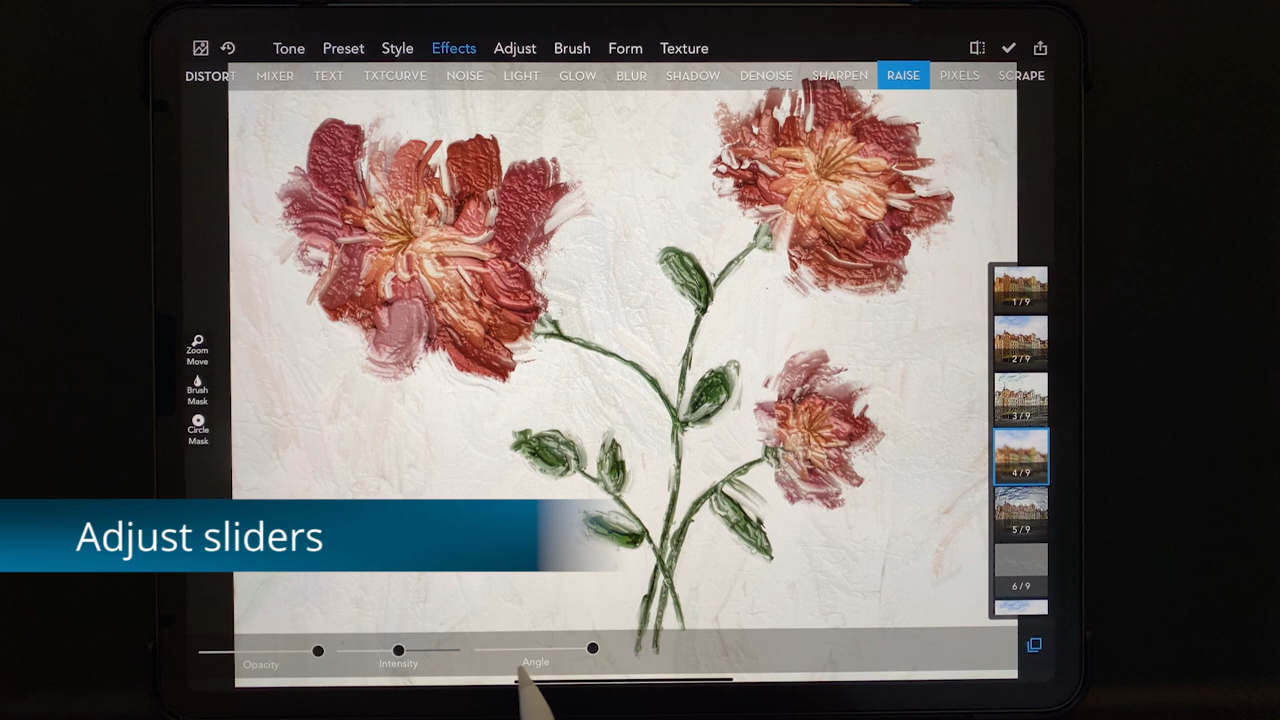 Tone Preset Style Effects Adjust Brush Form Texture
DISTORT MIXER TEXT TXTCURVE NOISE LIGHT GLOW BLUR SHADOW DENOISE SHARPEN RAISE PIXELS SCRAPE
1/9
2/9
Zoom
Move
Brush
Mask
3/9
Circle
Mask
4/9
5/9
Adjust sliders
6/9
Opacity Intensity Angle